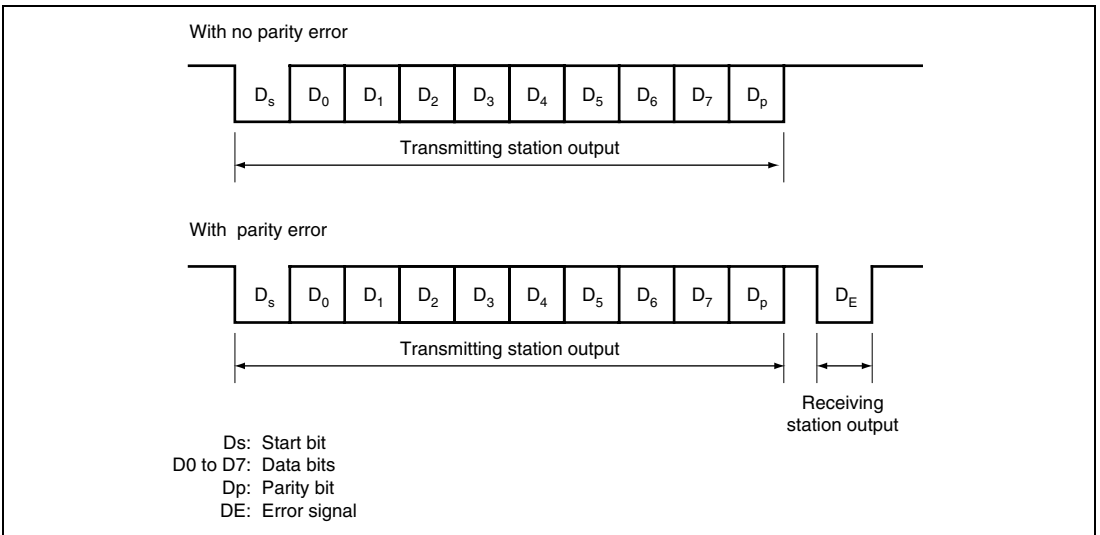 With no parity error
Ds D0 D1 D2 D3 D4 D5 D6 D7 Dp
Transmitting station output
With parity error
Ds D0 D1 D2 D3 D4 D5 D6 D7 Dp DE
Transmitting station output
Receiving
station output
Ds: Start bit
D0 to D7: Data bits
Dp: Parity bit
DE: Error signal